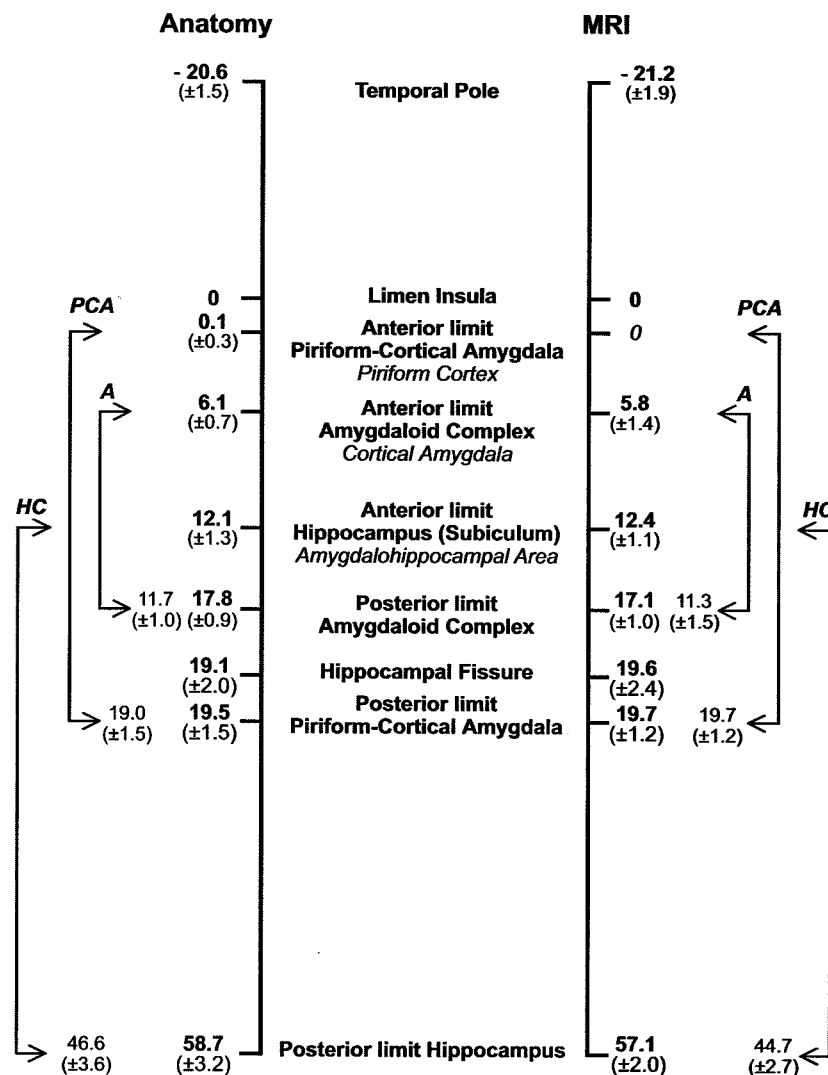 Anatomy MRI
- 20.6 Temporal Pole - 21.2
(±1.5) (±1.9)
0 Limen Insula 0
PCA PCA
0.1 Anterior limit 0
(±0.3) Piriform-Cortical Amygdala
Piriform Cortex
A A
6.1 Anterior limit 5.8
(±0.7) Amygdaloid Complex (±1.4)
Cortical Amygdala
HC Anterior limit HC
12.1 Hippocampus (Subiculum) 12.4
(±1.3) Amygdalohippocampal Area (±1.1)
11.7 17.8 Posterior limit 17.1 11.3
(±1.0) (±0.9) Amygdaloid Complex (±1.0) (±1.5)
19.1 Hippocampal Fissure 19.6
(±2.0) (±2.4)
Posterior limit
19.0 19.5 Piriform-Cortical Amygdala 19.7 19.7
(±1.5) (±1.5) (±1.2) (±1.2)
46.6 58.7 Posterior limit Hippocampus 57.1 44.7
(±3.6) (±3.2) (±2.0) (±2.7)